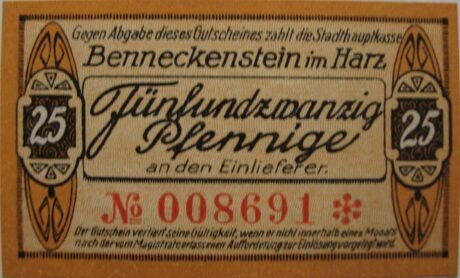 Gegen Abgabe dieses Gutscheines zahlt die Stadthauptkasse
Benneckenstein im Harz
25 Fünfundzwanzig 25
Pfennige
an den Einlieferer.
No 008691 *
Der Gutschein verliert seine Gültigkeit, wenn er nicht innerhalb eines Monats
nach der vom Magistrat erlassenen Aufforderung zur Einlösung vorgelegt ward.